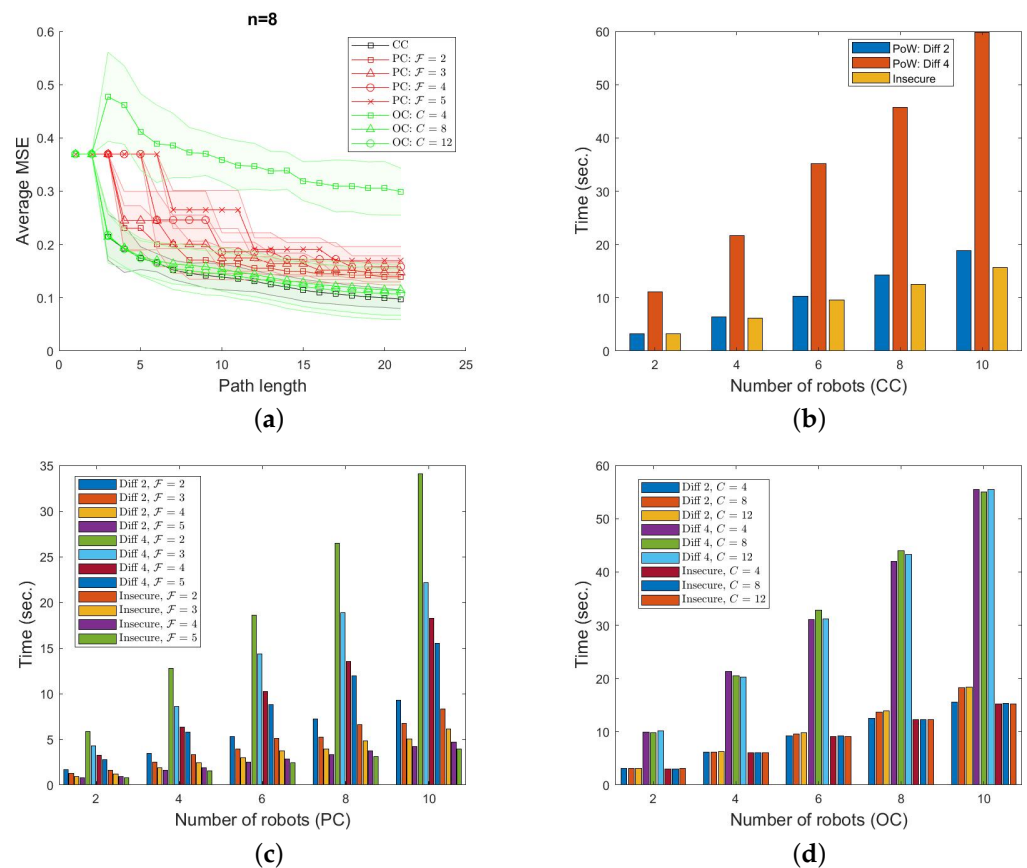 n=8
0.6
0.5
0.4
0.3
0.2
0.1
0
Average MSE
0 5 10 15 20 25
Path length
CC
PC: ℱ = 2
PC: ℱ = 3
PC: ℱ = 4
PC: ℱ = 5
OC: C = 4
OC: C = 8
OC: C = 12
(a)
60
50
40
30
20
10
0
Time (sec.)
2 4 6 8 10
Number of robots (CC)
PoW: Diff 2
PoW: Diff 4
Insecure
(b)
35
30
25
20
15
10
5
0
Time (sec.)
2 4 6 8 10
Number of robots (PC)
Diff 2, ℱ = 2
Diff 2, ℱ = 3
Diff 2, ℱ = 4
Diff 2, ℱ = 5
Diff 4, ℱ = 2
Diff 4, ℱ = 3
Diff 4, ℱ = 4
Diff 4, ℱ = 5
Insecure, ℱ = 2
Insecure, ℱ = 3
Insecure, ℱ = 4
Insecure, ℱ = 5
(c)
60
50
40
30
20
10
0
Time (sec.)
2 4 6 8 10
Number of robots (OC)
Diff 2, C = 4
Diff 2, C = 8
Diff 2, C = 12
Diff 4, C = 4
Diff 4, C = 8
Diff 4, C = 12
Insecure, C = 4
Insecure, C = 8
Insecure, C = 12
(d)